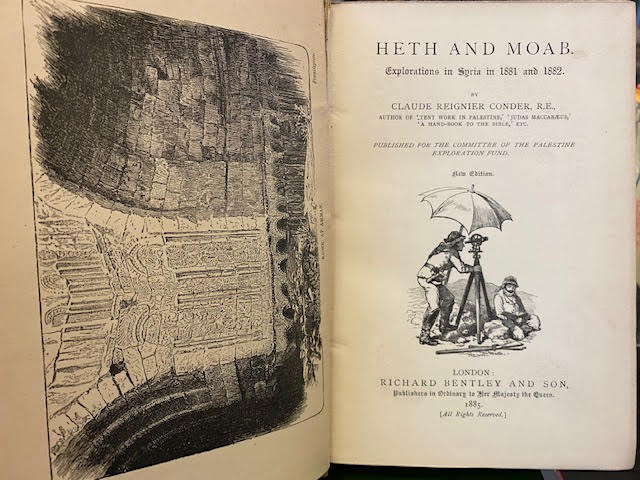 HETH AND MOAB.
Explorations in Syria in 1881 and 1882.
BY
CLAUDE REIGNIER CONDER, R.E.,
AUTHOR OF 'TENT WORK IN PALESTINE,' 'JUDAS MACCABÆUS,'
'A HAND-BOOK TO THE BIBLE,' ETC.
PUBLISHED FOR THE COMMITTEE OF THE PALESTINE
EXPLORATION FUND.
New Edition.
LONDON:
RICHARD BENTLEY AND SON,
Publishers in Ordinary to Her Majesty the Queen.
1885.
[All Rights Reserved.]